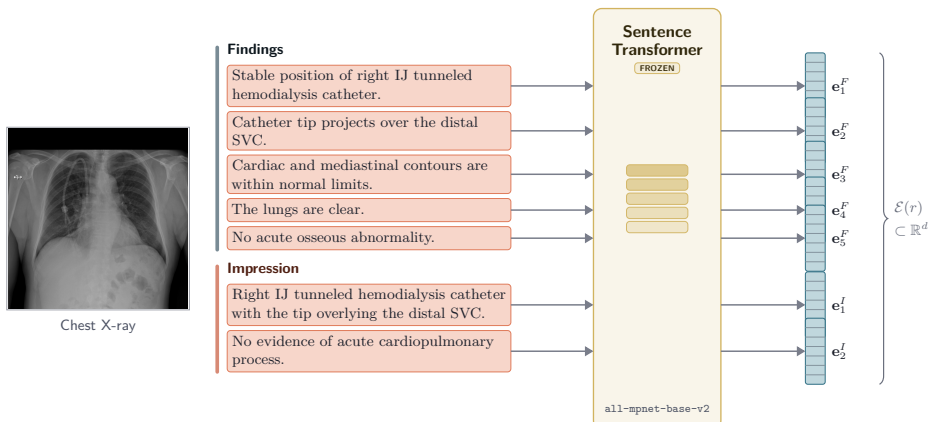 Findings
Stable position of right IJ tunneled
hemodialysis catheter.
Catheter tip projects over the distal
SVC.
Cardiac and mediastinal contours are
within normal limits.
The lungs are clear.
No acute osseous abnormality.
Impression
Right IJ tunneled hemodialysis catheter
with the tip overlying the distal SVC.
No evidence of acute cardiopulmonary
process.
Chest X-ray
Sentence
Transformer
FROZEN
all-mpnet-base-v2
e₁ᶠ
e₂ᶠ
e₃ᶠ
e₄ᶠ
e₅ᶠ
e₁ᴵ
e₂ᴵ
ℰ(r)
⊂ ℝᵈ